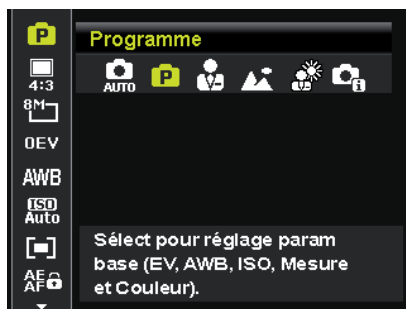 P
Programme
AUTO P i
4:3
8M
0EV
AWB
ISO
Auto
AE
AF
Sélect pour réglage param
base (EV, AWB, ISO, Mesure
et Couleur).